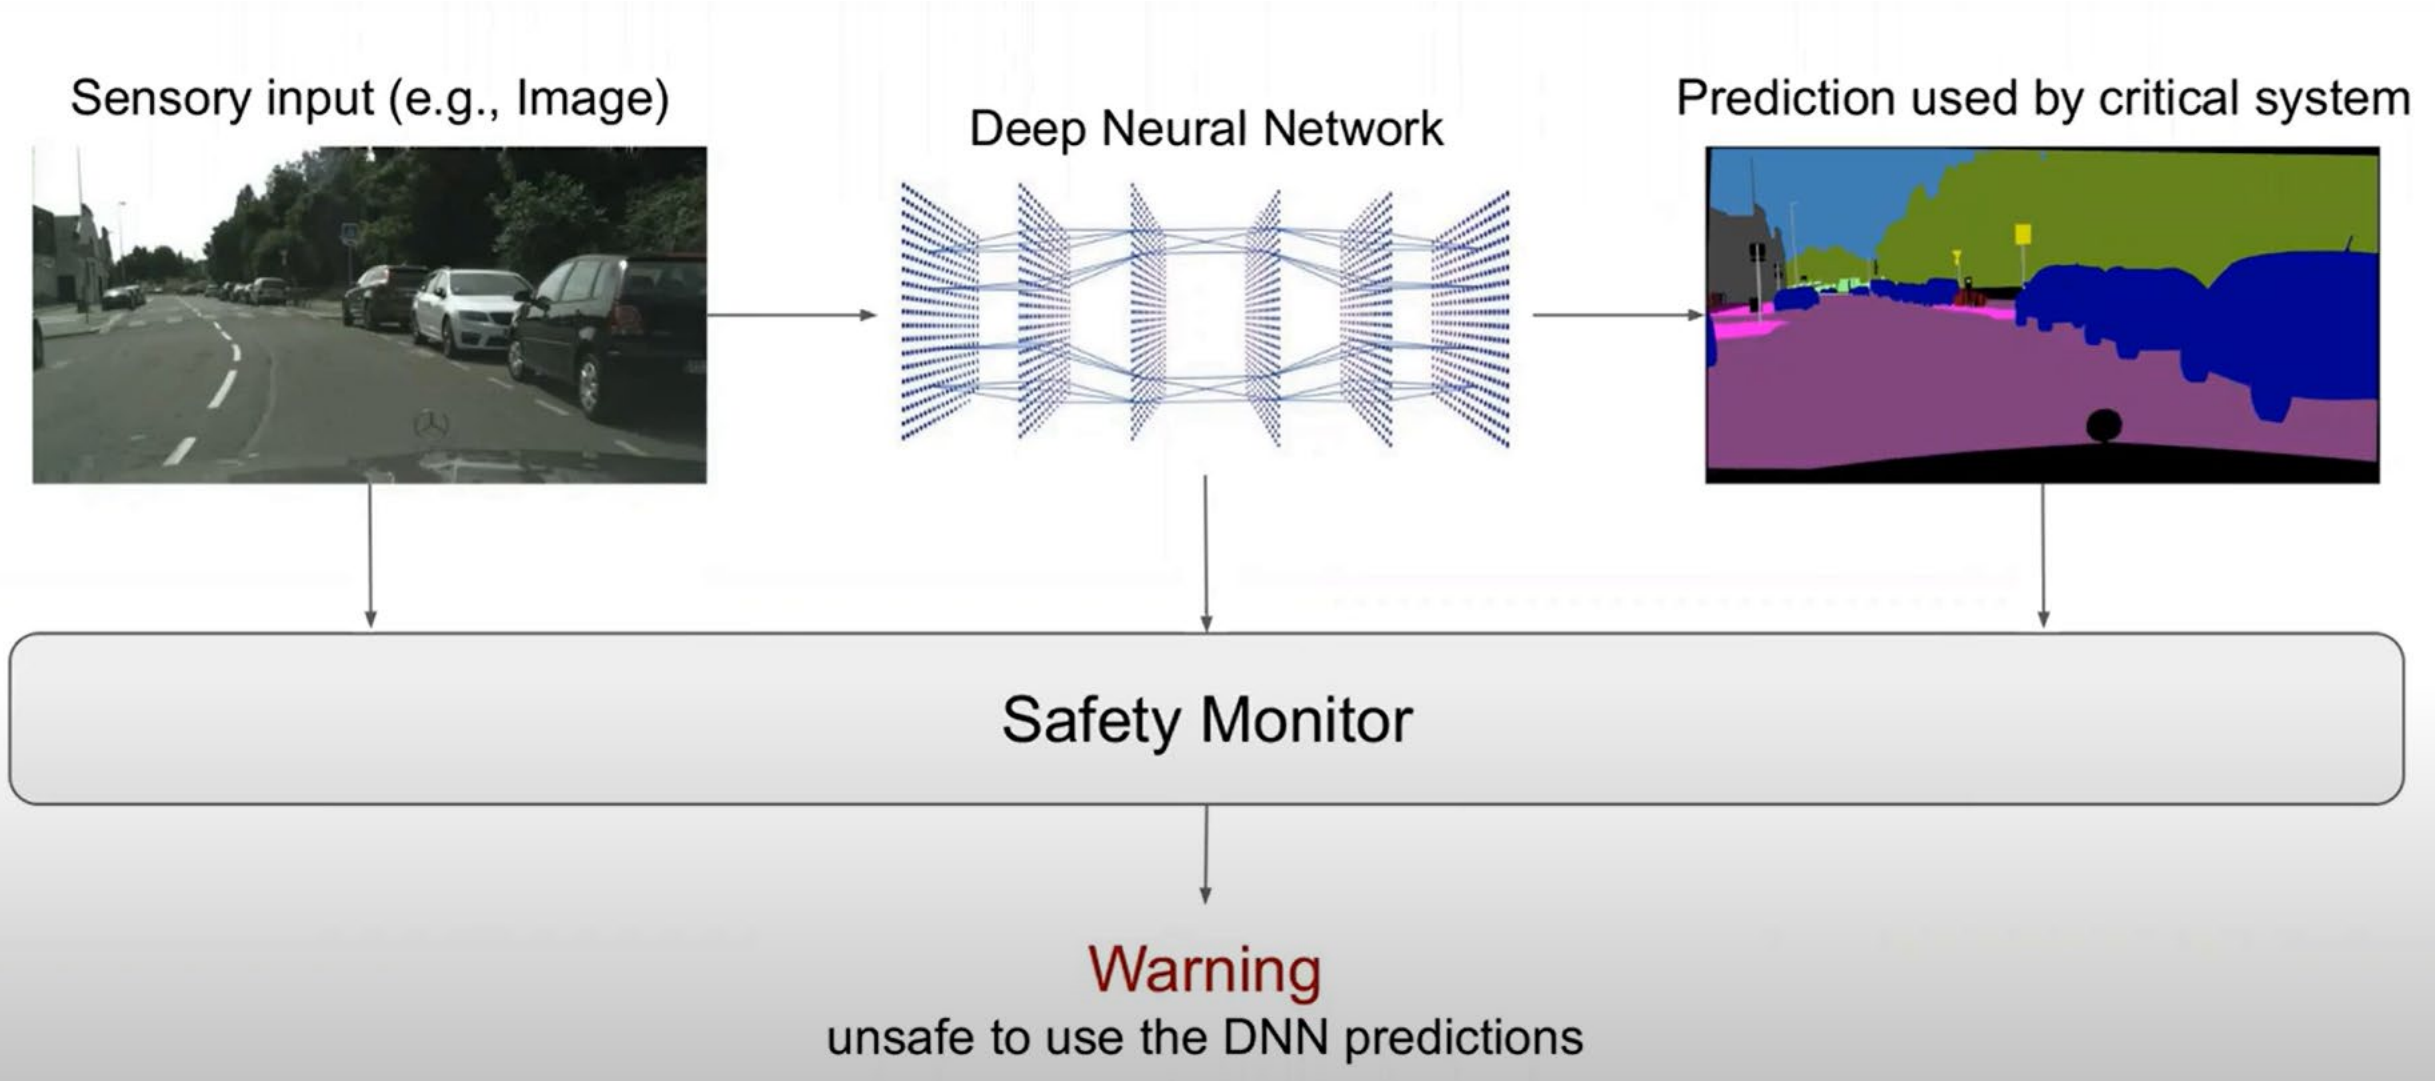 Sensory input (e.g., Image)
Deep Neural Network
Prediction used by critical system
Safety Monitor
Warning
unsafe to use the DNN predictions